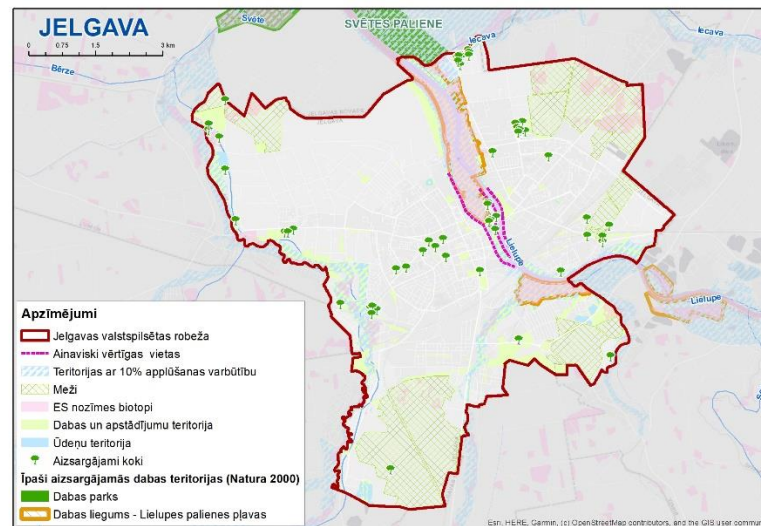 JELGAVA
0 0.75 1.5 3 km
SVĒTES PALIENE
Svēte
Iecava
Iecava
Bērze
Lielupe
Lielupe
Apzīmējumi
Jelgavas valstspilsētas robeža
Ainaviski vērtīgas vietas
Teritorijas ar 10% applūšanas varbūtību
Meži
ES nozīmes biotopi
Dabas un apstādījumu teritorija
Ūdeņu teritorija
Aizsargājami koki
Īpaši aizsargājamās dabas teritorijas (Natura 2000)
Dabas parks
Dabas liegums - Lielupes palienes pļavas
Esri, HERE, Garmin, (c) OpenStreetMap contributors, and the GIS user commun